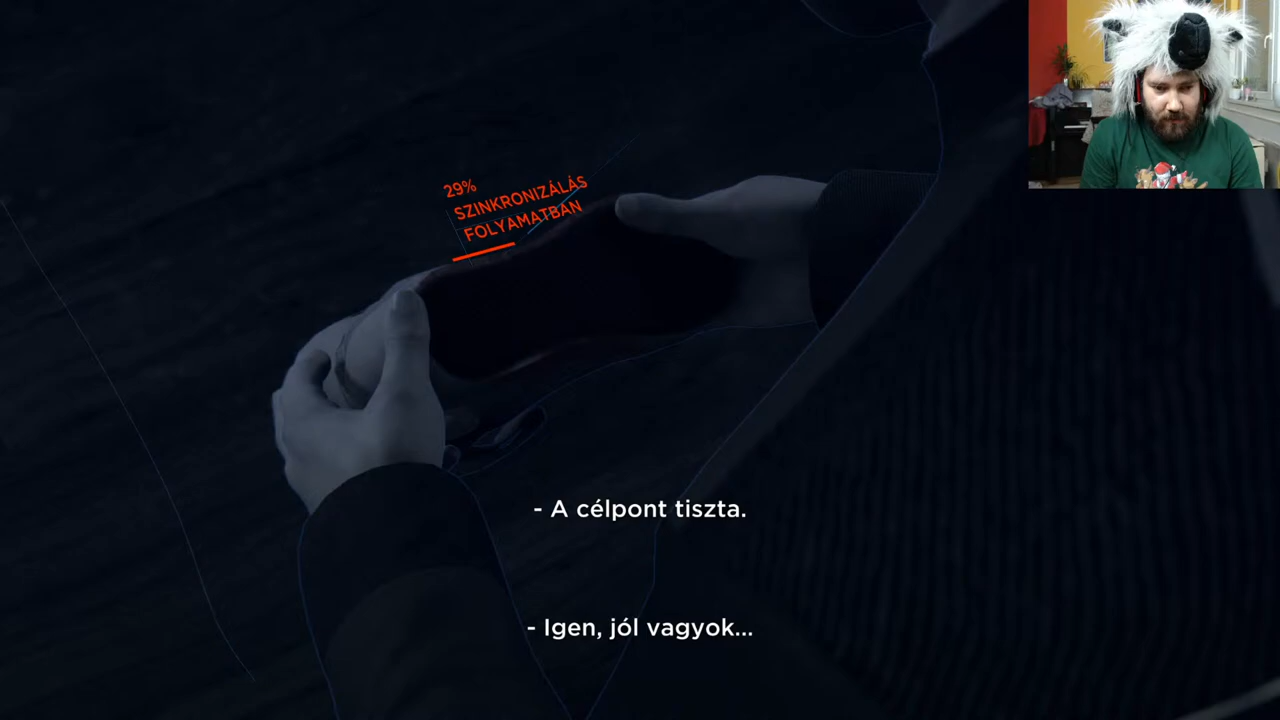 29%
SZINKRONIZÁLÁS
FOLYAMATBAN
- A célpont tiszta.
- Igen, jól vagyok...